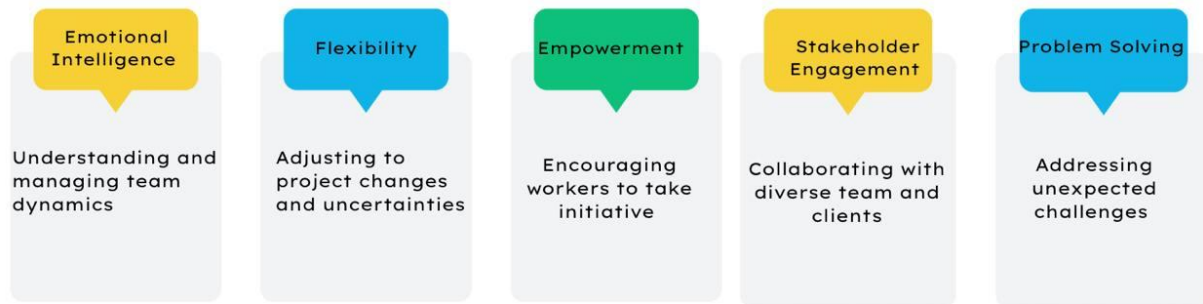 Emotional
Intelligence
Understanding and
managing team
dynamics
Flexibility
Adjusting to
project changes
and uncertainties
Empowerment
Encouraging
workers to take
initiative
Stakeholder
Engagement
Collaborating with
diverse team and
clients
Problem Solving
Addressing
unexpected
challenges